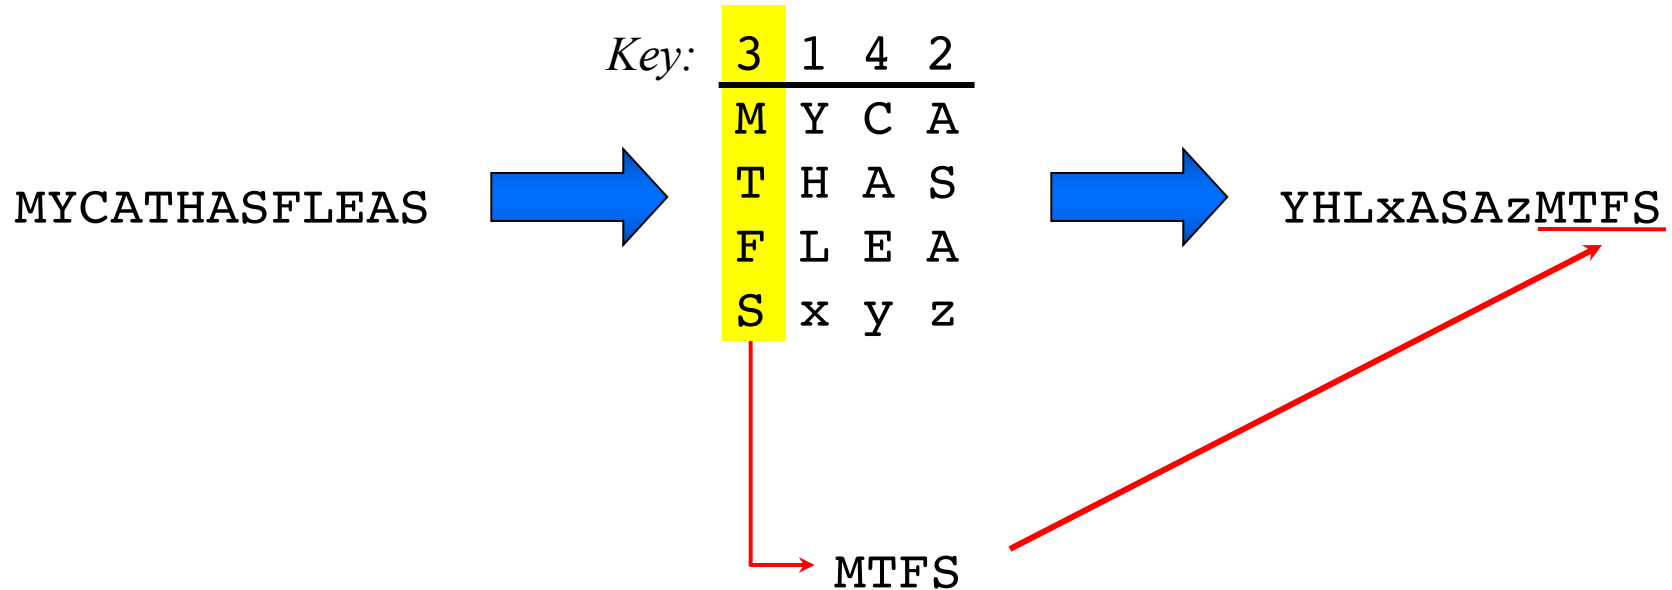 Key: 3 1 4 2
M Y C A
T H A S
F L E A
S x y z
MYCATHASFLEAS
YHLxASAzMTFS
MTFS